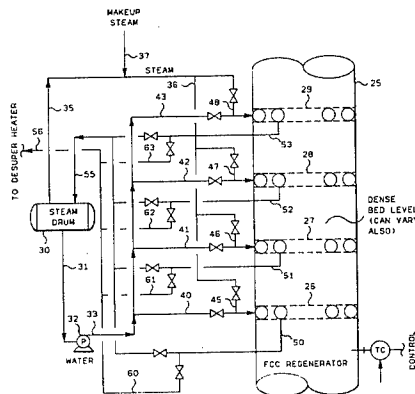 MAKEUP
STEAM
37
STEAM
36
43
48
29
25
35
53
63
TO DESUPER HEATER
56
42
47
28
55
52
62
STEAM
DRUM
30
41
46
27
DENSE
BED LEVEL
(CAN VARY
ALSO)
51
31
61
26
40
45
32
33
P
WATER
50
60
FCC REGENERATOR
TC
CONTROL